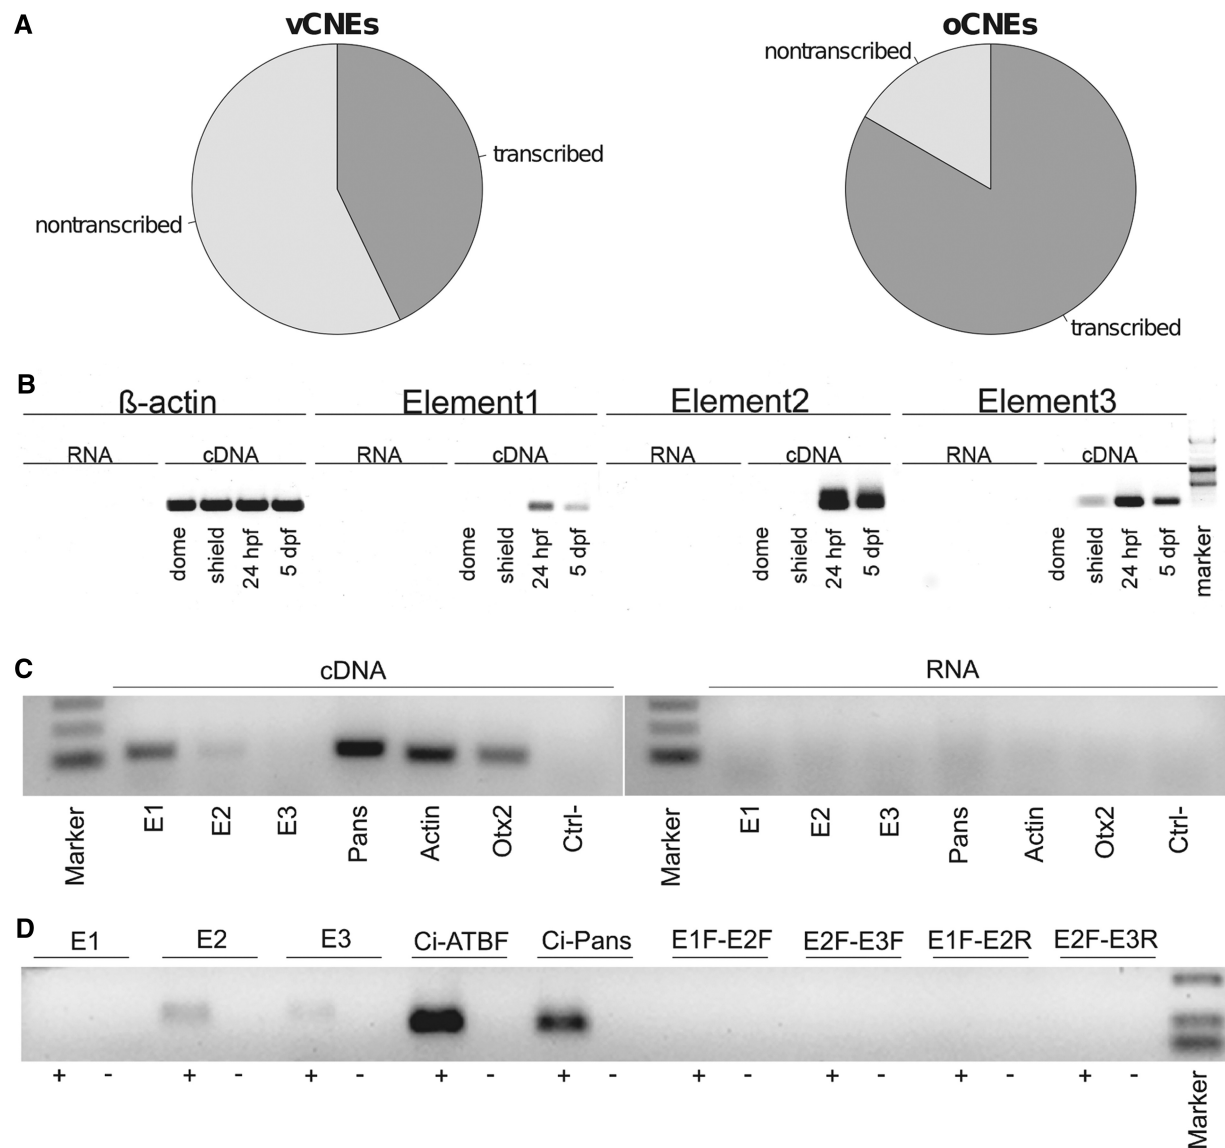 A
vCNEs
oCNEs
nontranscribed
transcribed
nontranscribed
transcribed
B
ß-actin Element1 Element2 Element3
RNA cDNA RNA cDNA RNA cDNA RNA cDNA
dome shield 24 hpf 5 dpf dome shield 24 hpf 5 dpf dome shield 24 hpf 5 dpf dome shield 24 hpf 5 dpf marker
C
cDNA RNA
Marker E1 E2 E3 Pans Actin Otx2 Ctrl- Marker E1 E2 E3 Pans Actin Otx2 Ctrl-
D
E1 E2 E3 Ci-ATBF Ci-Pans E1F-E2F E2F-E3F E1F-E2R E2F-E3R
+ - + - + - + - + - + - + - + - + -
Marker